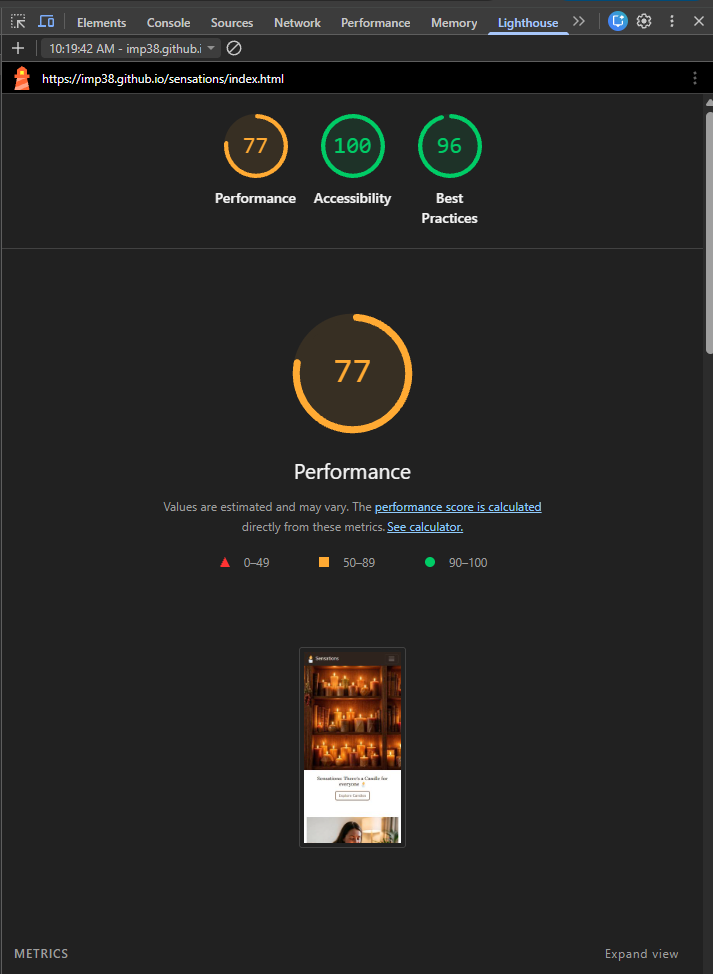 Elements Console Sources Network Performance Memory Lighthouse
10:19:42 AM - imp38.github.i
https://imp38.github.io/sensations/index.html
77 100 96
Performance Accessibility Best
Practices
77
Performance
Values are estimated and may vary. The performance score is calculated
directly from these metrics. See calculator.
0–49 50–89 90–100
Sensations
Sensations: There's a Candle for
everyone
METRICS Expand view